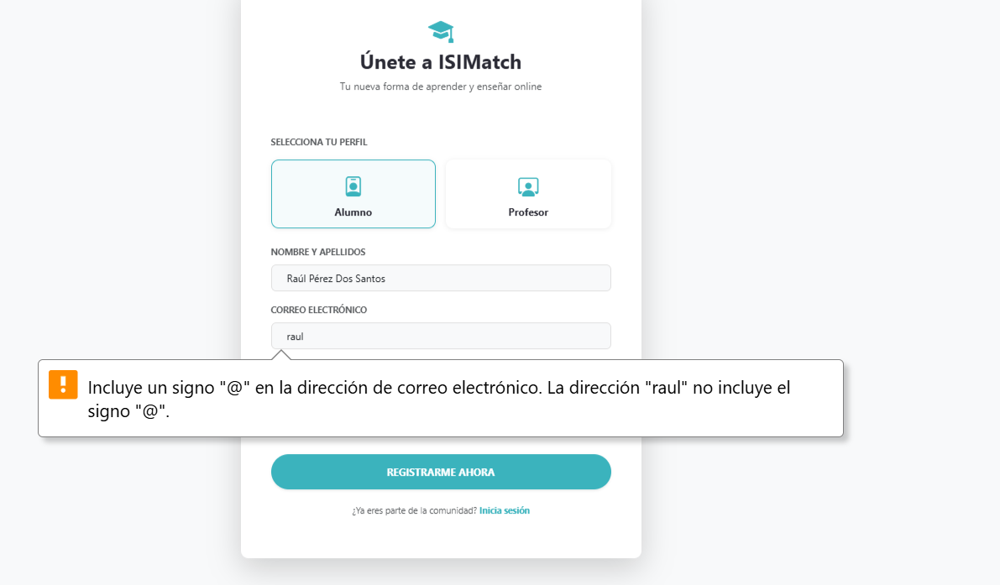 Únete a ISIMatch
Tu nueva forma de aprender y enseñar online
SELECCIONA TU PERFIL
Alumno
Profesor
NOMBRE Y APELLIDOS
Raúl Pérez Dos Santos
CORREO ELECTRÓNICO
raul
Incluye un signo "@" en la dirección de correo electrónico. La dirección "raul" no incluye el
signo "@".
REGISTRARME AHORA
¿Ya eres parte de la comunidad? Inicia sesión